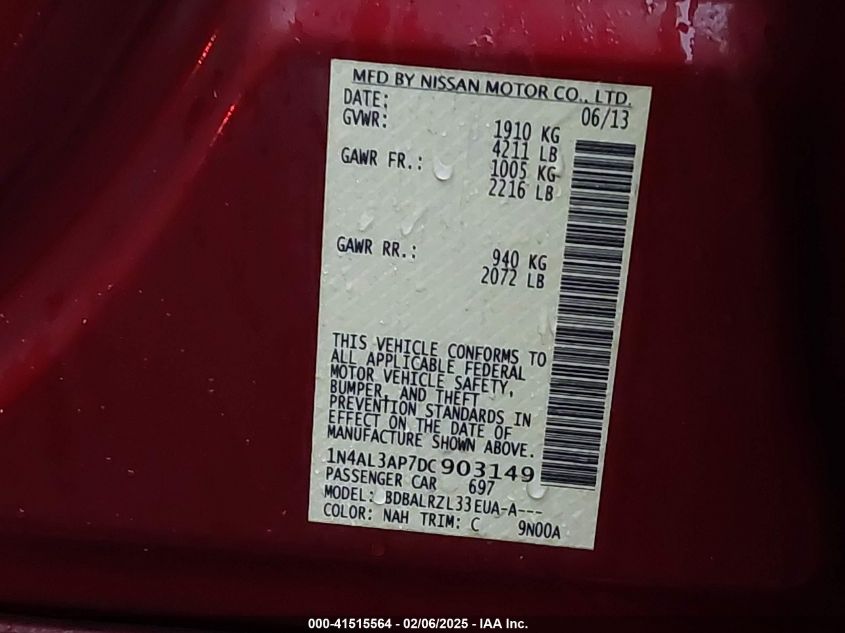 MFD BY NISSAN MOTOR CO., LTD.
DATE: 06/13
GVWR: 1910 KG
4211 LB
GAWR FR.: 1005 KG
2216 LB
GAWR RR.: 940 KG
2072 LB
THIS VEHICLE CONFORMS TO
ALL APPLICABLE FEDERAL
MOTOR VEHICLE SAFETY,
BUMPER, AND THEFT
PREVENTION STANDARDS IN
EFFECT ON THE DATE OF
MANUFACTURE SHOWN ABOVE.
1N4AL3AP7DC903149
PASSENGER CAR 697
MODEL: BDBALRZL33EUA-A---
COLOR: NAH TRIM: C 9N00A
000-41515564 - 02/06/2025 - IAA Inc.